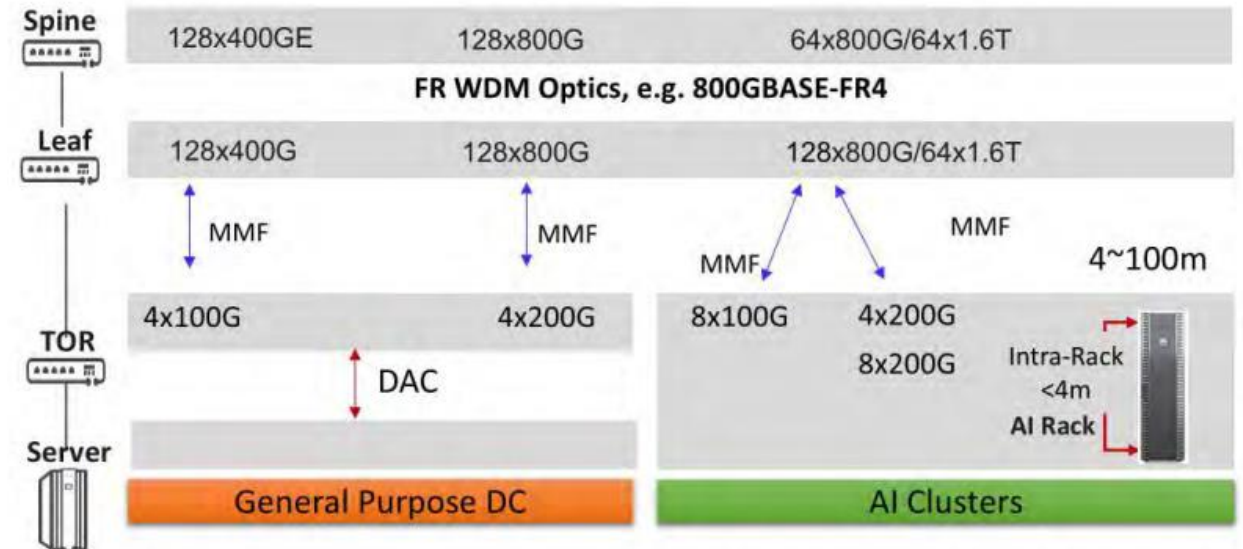 Spine
128x400GE 128x800G 64x800G/64x1.6T
FR WDM Optics, e.g. 800GBASE-FR4
Leaf
128x400G 128x800G 128x800G/64x1.6T
MMF MMF MMF MMF
4~100m
4x100G 4x200G 8x100G 4x200G
TOR
8x200G
Intra-Rack
<4m
DAC
AI Rack
Server
General Purpose DC AI Clusters